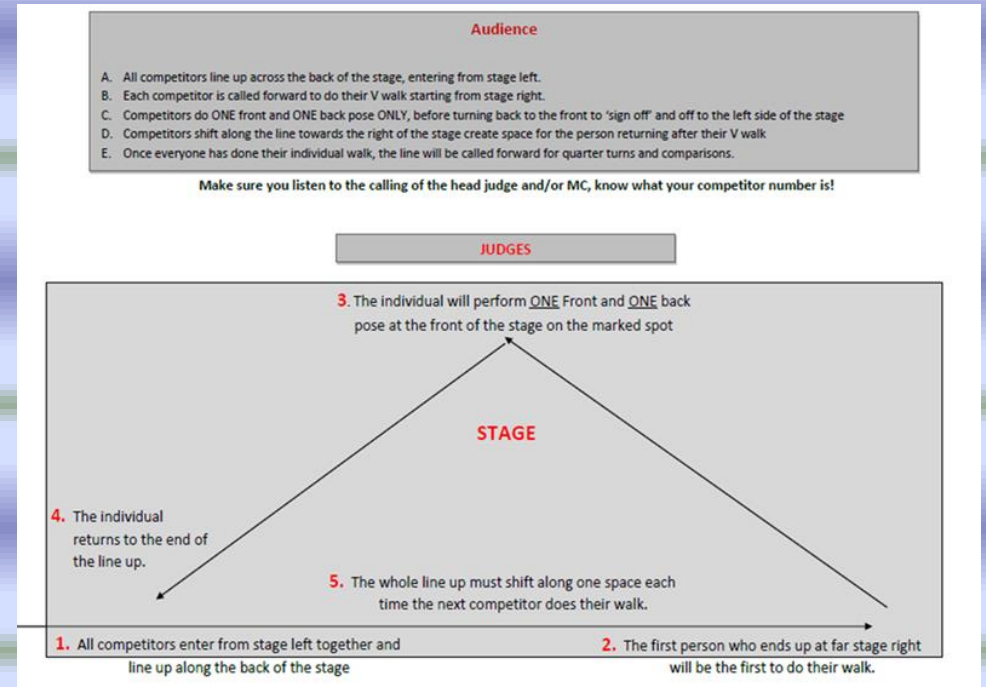 Audience
A. All competitors line up across the back of the stage, entering from stage left.
B. Each competitor is called forward to do their V walk starting from stage right.
C. Competitors do ONE front and ONE back pose ONLY, before turning back to the front to 'sign off' and off to the left side of the stage
D. Competitors shift along the line towards the right of the stage create space for the person returning after their V walk
E. Once everyone has done their individual walk, the line will be called forward for quarter turns and comparisons.
Make sure you listen to the calling of the head judge and/or MC, know what your competitor number is!
JUDGES
3. The individual will perform ONE Front and ONE back
pose at the front of the stage on the marked spot
STAGE
4. The individual
returns to the end of
the line up.
5. The whole line up must shift along one space each
time the next competitor does their walk.
1. All competitors enter from stage left together and
line up along the back of the stage
2. The first person who ends up at far stage right
will be the first to do their walk.